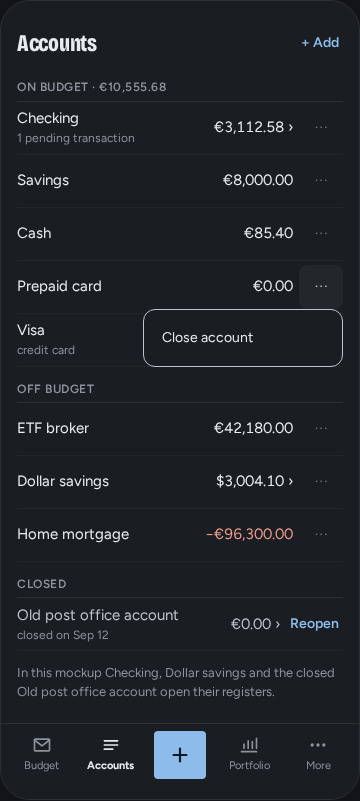 Accounts
+ Add
ON BUDGET · €10,555.68
Checking
€3,112.58 › ···
1 pending transaction
Savings
€8,000.00 ···
Cash
€85.40 ···
Prepaid card
€0.00 ···
Visa
credit card
Close account
OFF BUDGET
ETF broker
€42,180.00 ···
Dollar savings
$3,004.10 › ···
Home mortgage
−€96,300.00 ···
CLOSED
Old post office account
€0.00 › Reopen
closed on Sep 12
In this mockup Checking, Dollar savings and the closed
Old post office account open their registers.
+
Budget Accounts Portfolio More